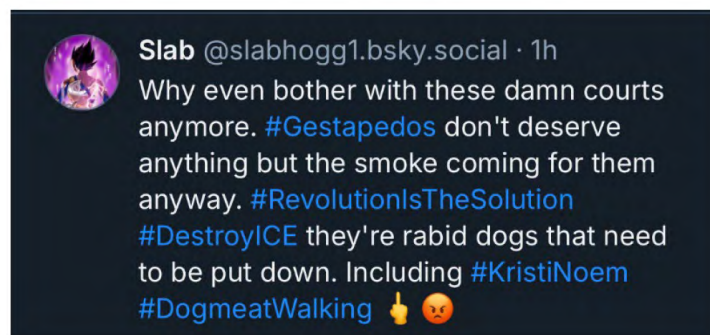 Slab @slabhogg1.bsky.social · 1h
Why even bother with these damn courts
anymore. #Gestapedos don't deserve
anything but the smoke coming for them
anyway. #RevolutionIsTheSolution
#DestroyICE they're rabid dogs that need
to be put down. Including #KristiNoem
#DogmeatWalking 🖕 😡